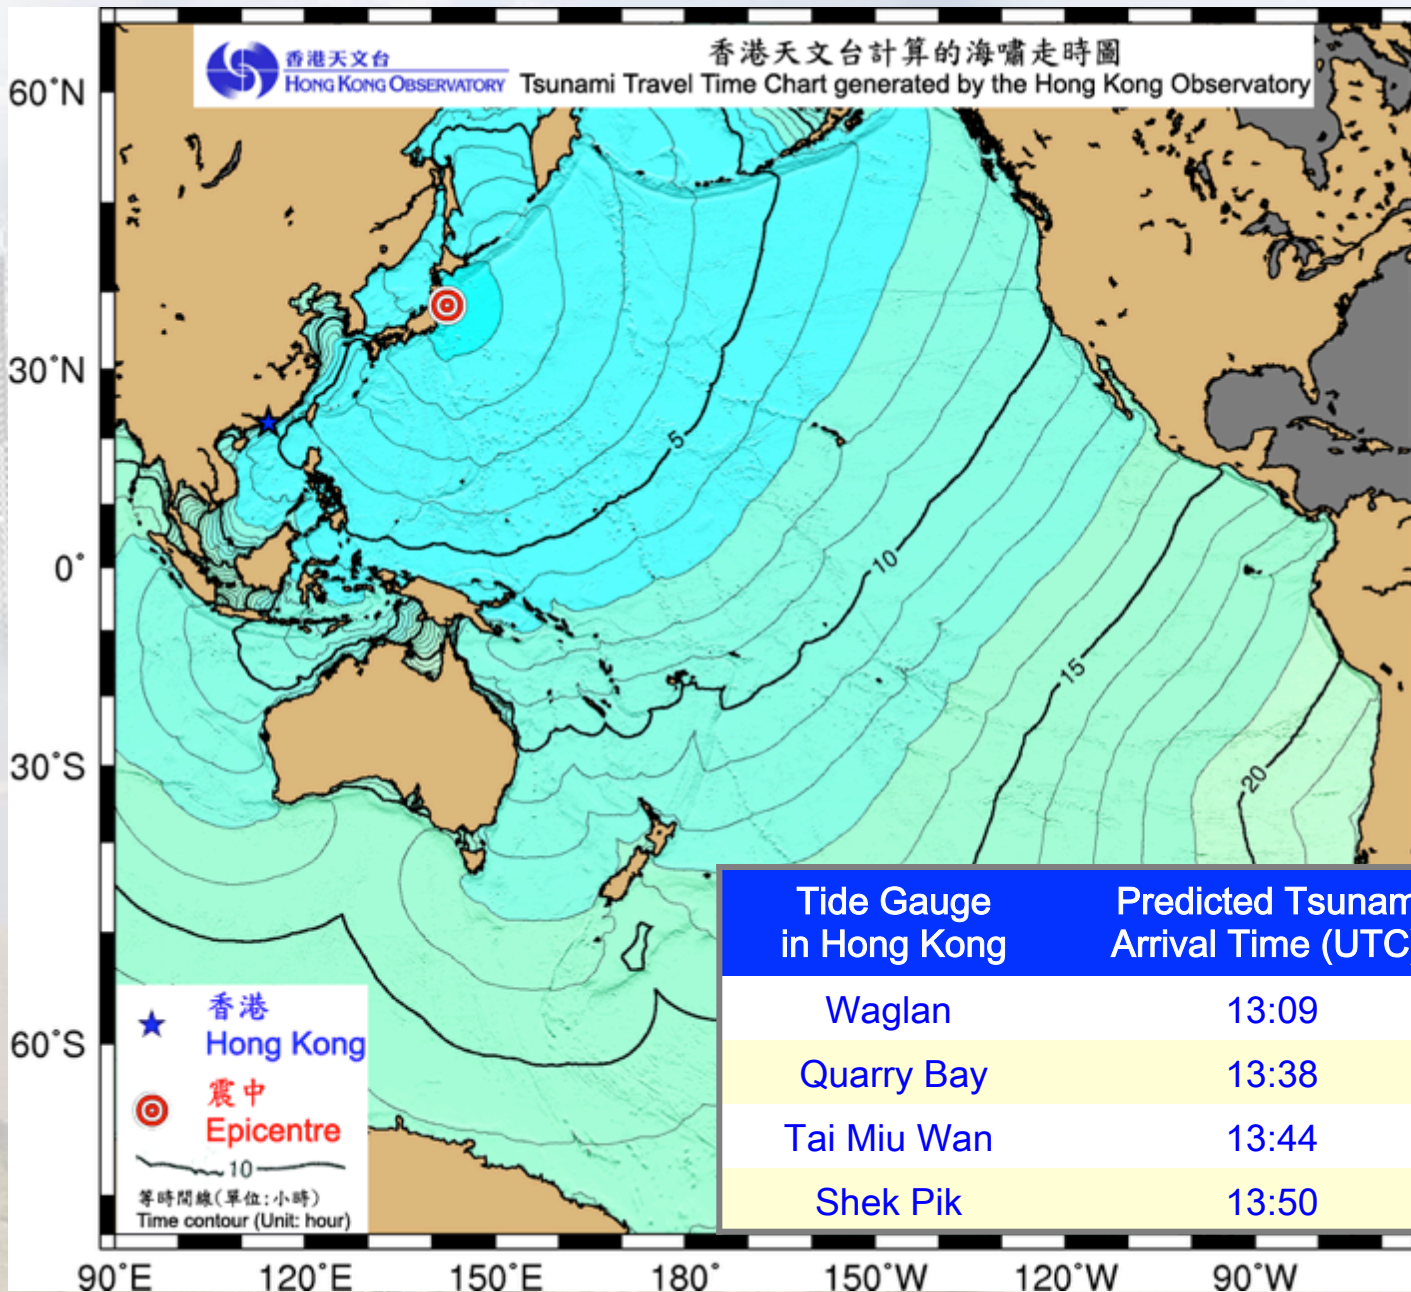 香港天文台
HONG KONG OBSERVATORY
香港天文台計算的海嘯走時圖
Tsunami Travel Time Chart generated by the Hong Kong Observatory
60°N
30°N
0°
30°S
60°S
5
10
15
20
香港
Hong Kong
震中
Epicentre
10
等時間線(單位:小時)
Time contour (Unit: hour)
Tide Gauge
in Hong Kong
Predicted Tsunam
Arrival Time (UTC
Waglan 13:09
Quarry Bay 13:38
Tai Miu Wan 13:44
Shek Pik 13:50
90°E 120°E 150°E 180° 150°W 120°W 90°W